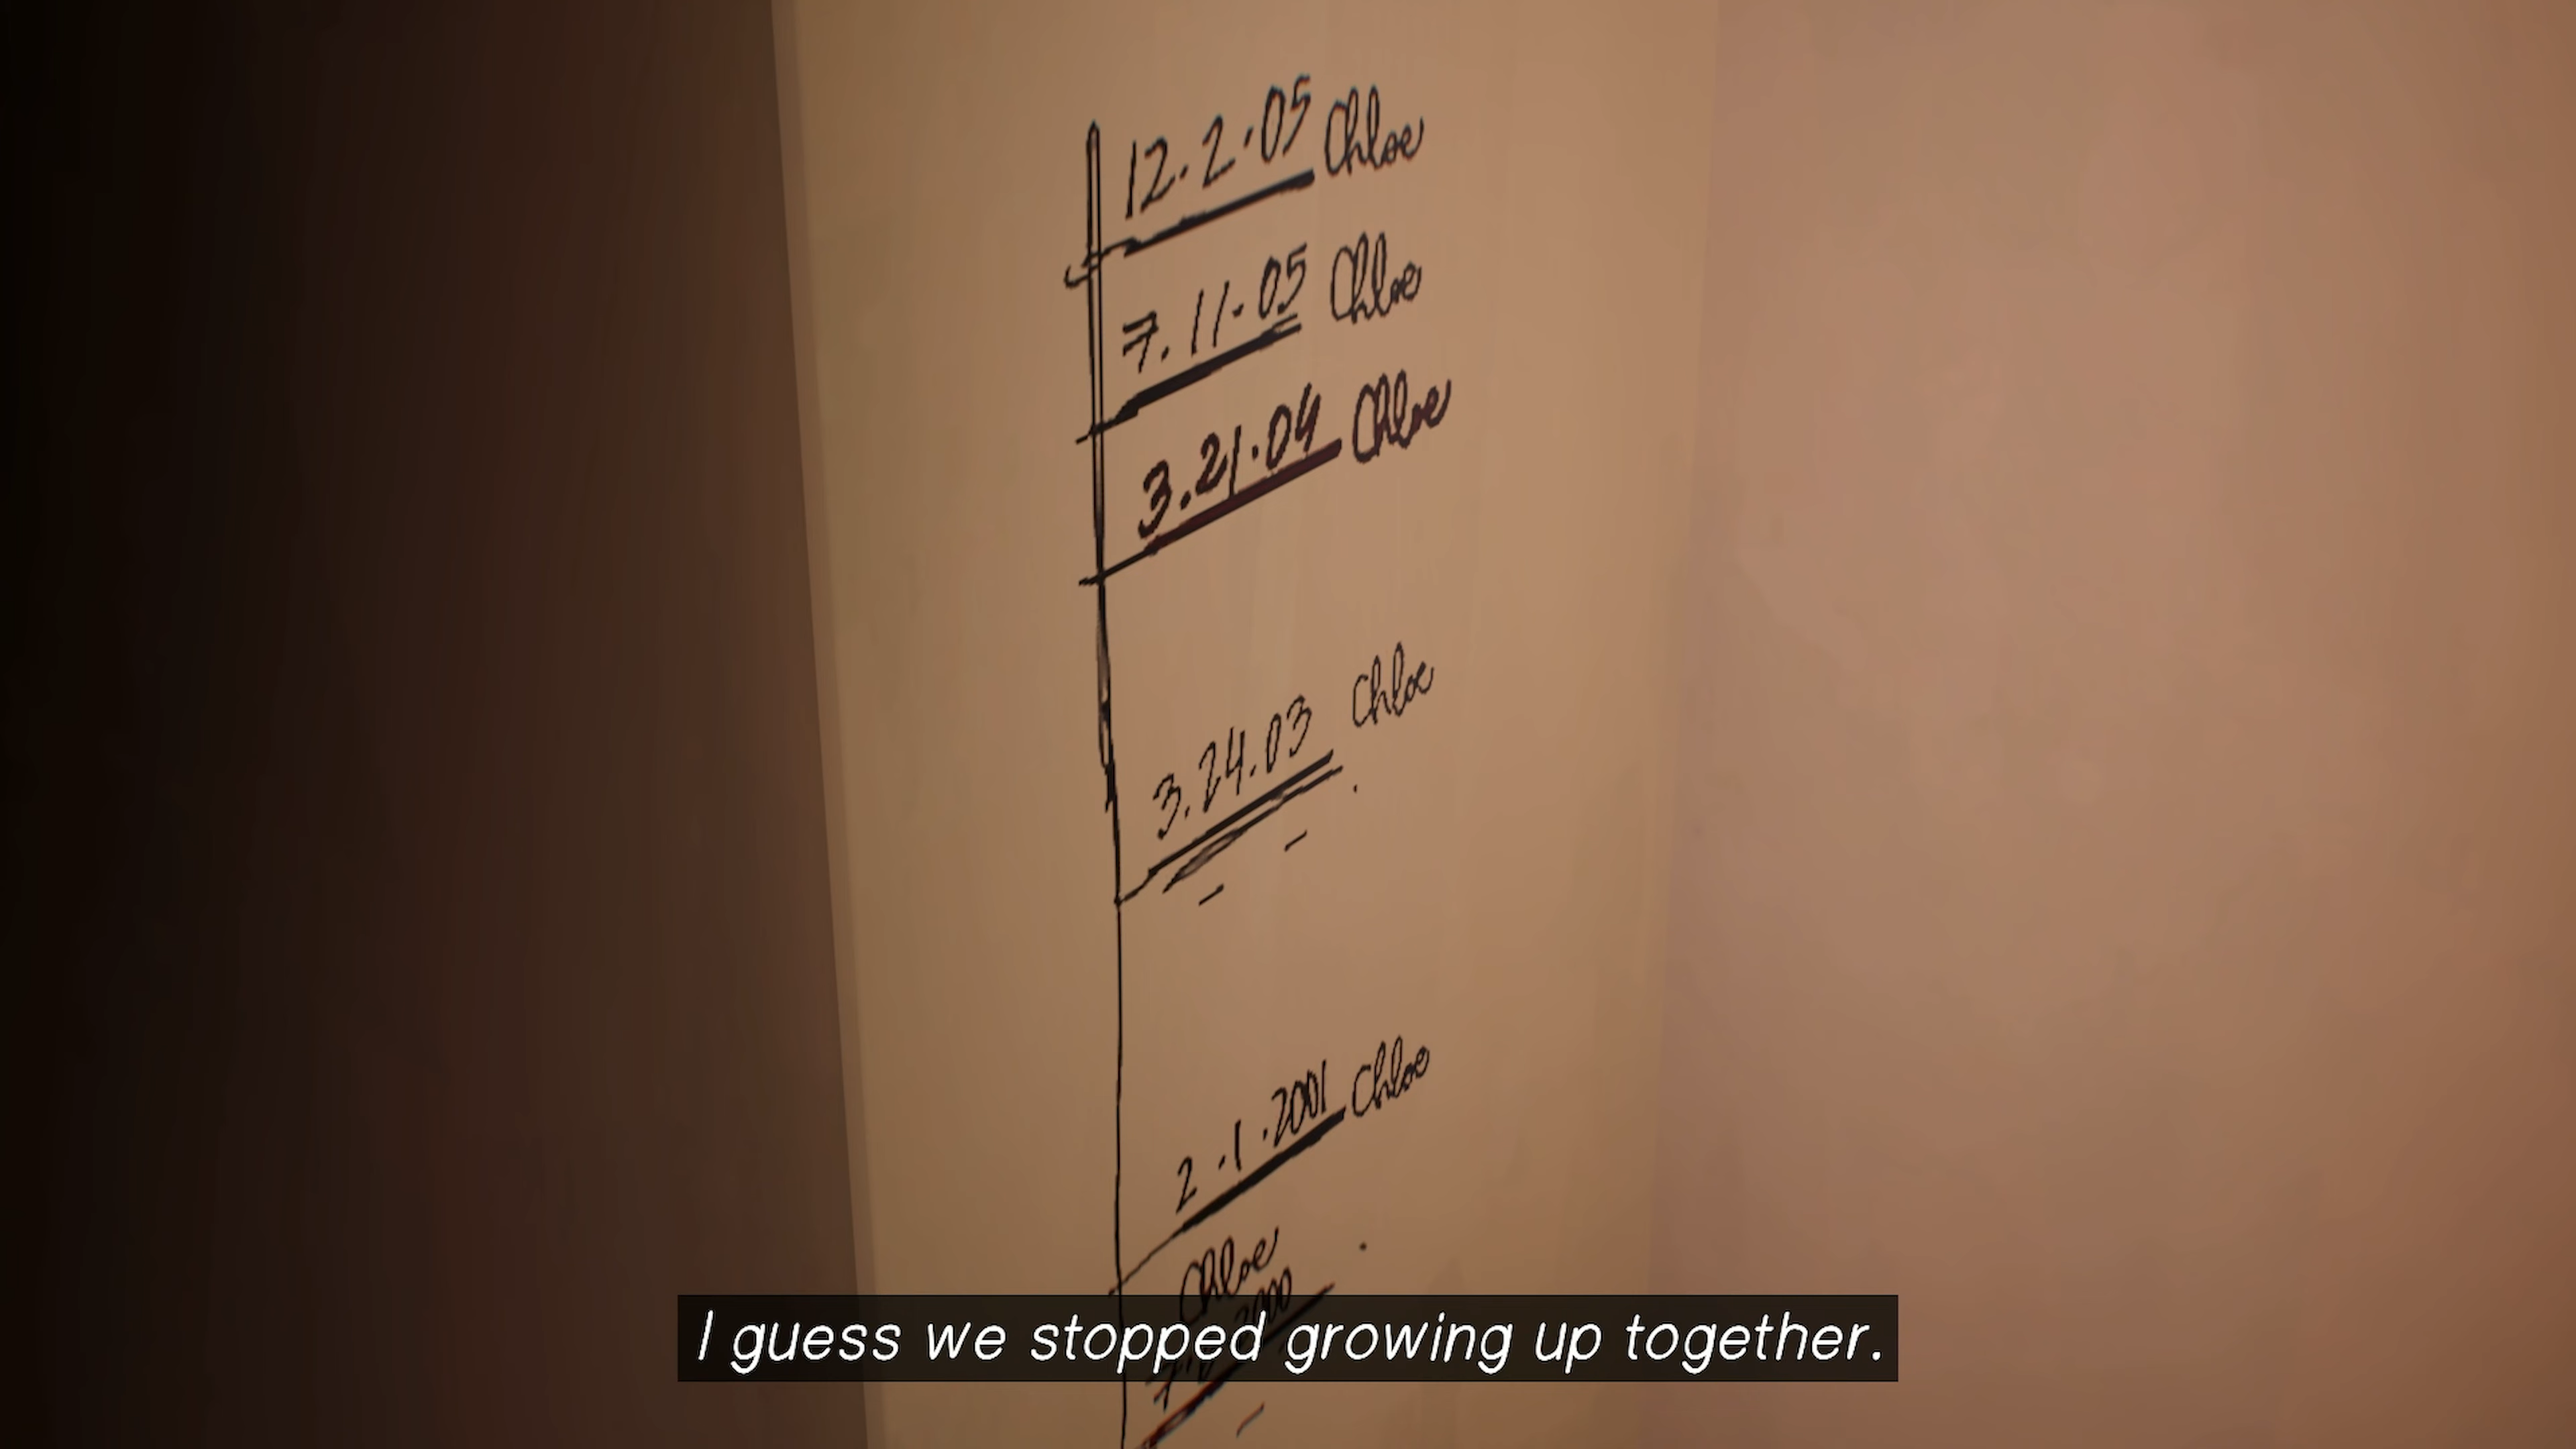 12.2.05 Chloe
7.11.05 Chloe
3.21.04 Chloe
3.24.03 Chloe
2.1.2001 Chloe
Chloe
2000
I guess we stopped growing up together.